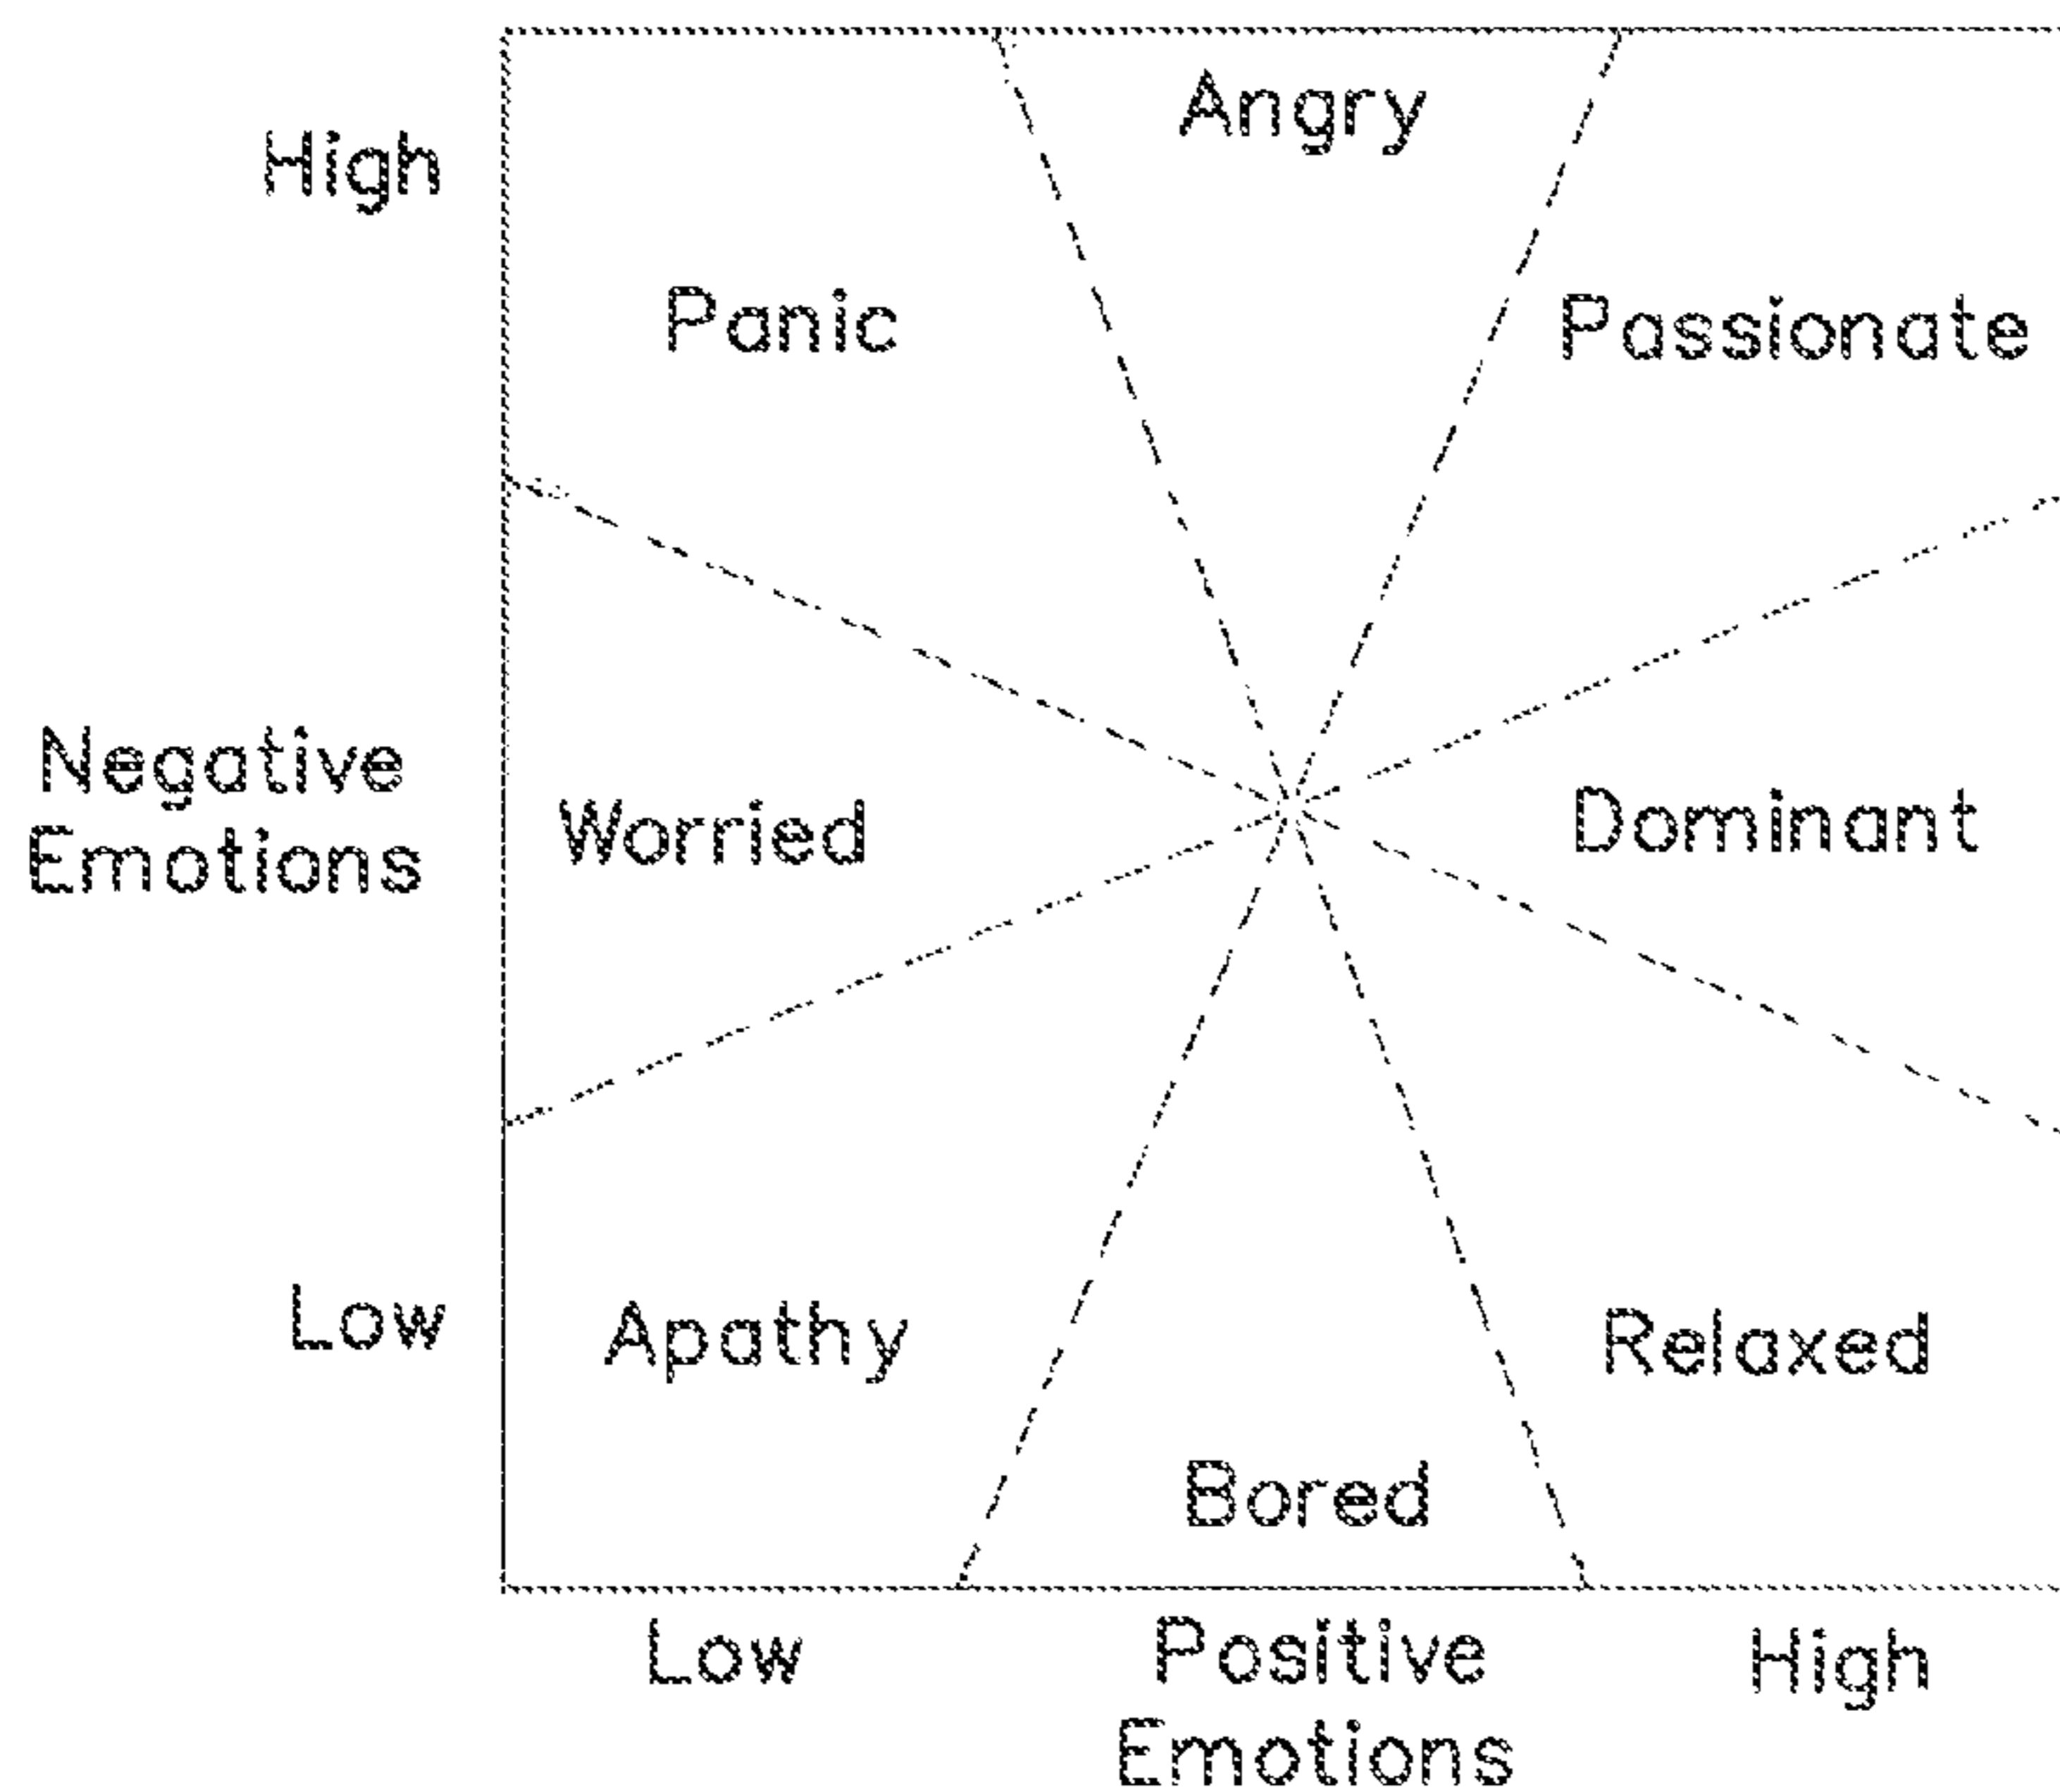 Angry
High
Panic
Passionate
Negative
Emotions
Worried
Dominant
Low
Apathy
Relaxed
Bored
Low
Positive
Emotions
High